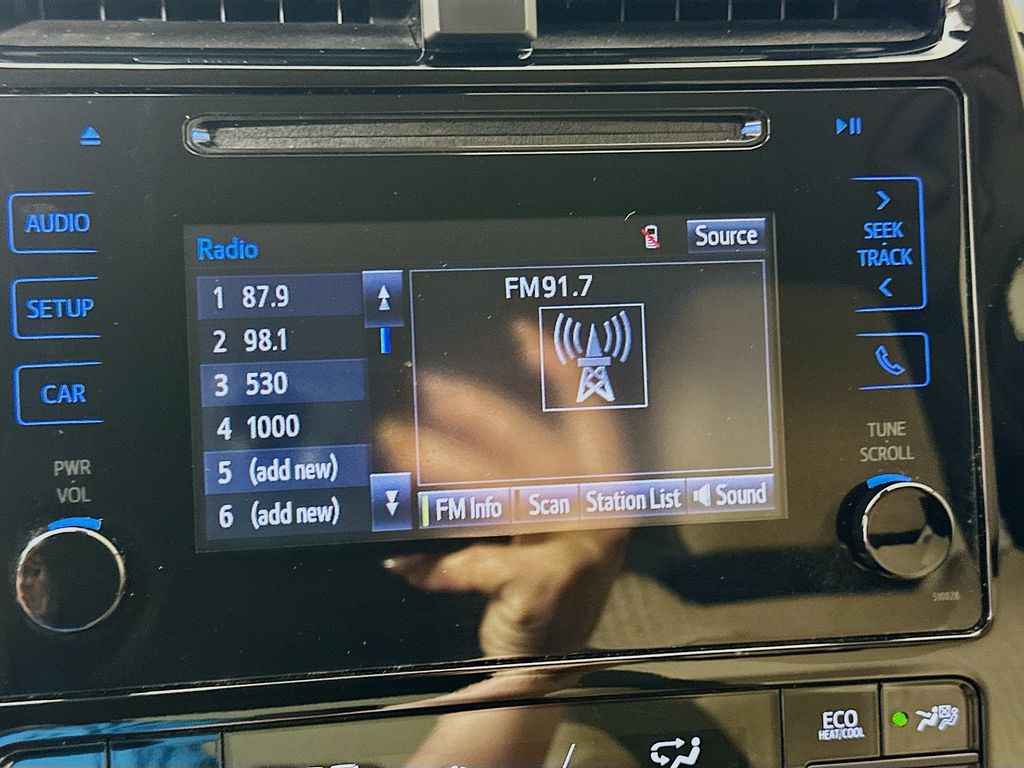 AUDIO
SETUP
CAR
PWR
VOL
Radio
Source
1 87.9
2 98.1
3 530
4 1000
5 (add new)
6 (add new)
FM91.7
FM Info
Scan
Station List
Sound
SEEK
TRACK
TUNE
SCROLL
510028
ECO
HEAT/COOL